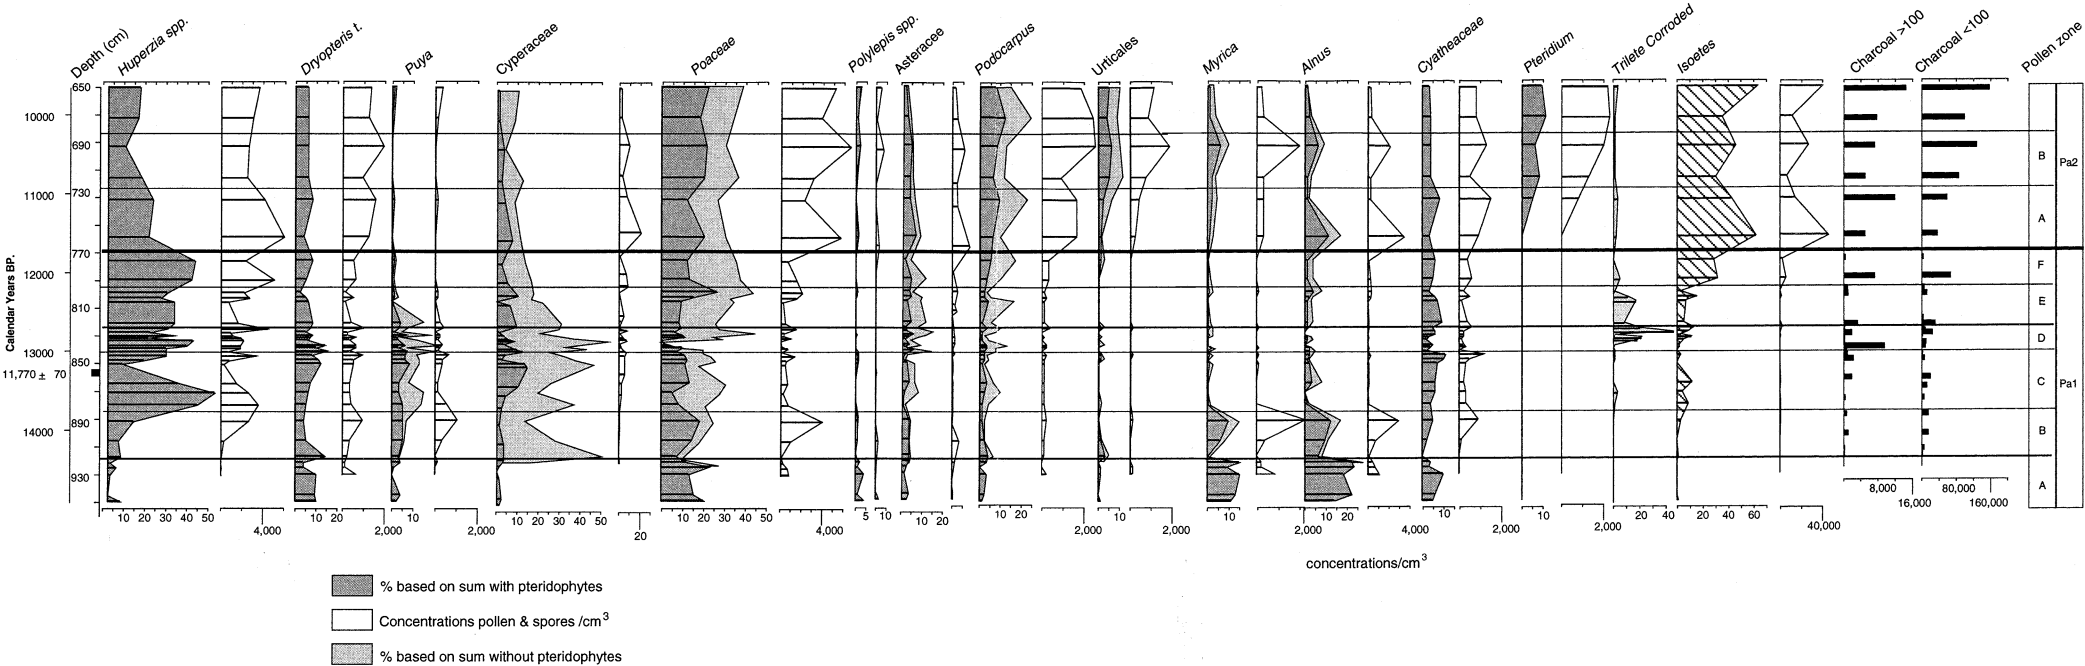 Depth (cm) Huperzia spp. Dryopteris t. Puya Cyperaceae Poaceae Polylepis spp. Asteracee Podocarpus Urticales Myrica Alnus Cyatheaceae Pteridium Trilete Corroded Isoetes Charcoal >100 Charcoal <100 Pollen zone
650
10000
690
B
Pa2
730
11000
A
770
12000
F
810
E
D
13000
850
11,770 ± 70
C
Pa1
890
14000
B
930
A
Calendar Years BP.
8,000 80,000
16,000 160,000
10 20 30 40 50 10 20 10 10 20 30 40 50 10 20 30 40 50 5 10 10 20 10 20 10 10 10 20 10 10 20 40 20 40 60
4,000 2,000 2,000 20 4,000 2,000 2,000 2,000 4,000 2,000 2,000 40,000
concentrations/cm3
% based on sum with pteridophytes
Concentrations pollen & spores /cm3
% based on sum without pteridophytes